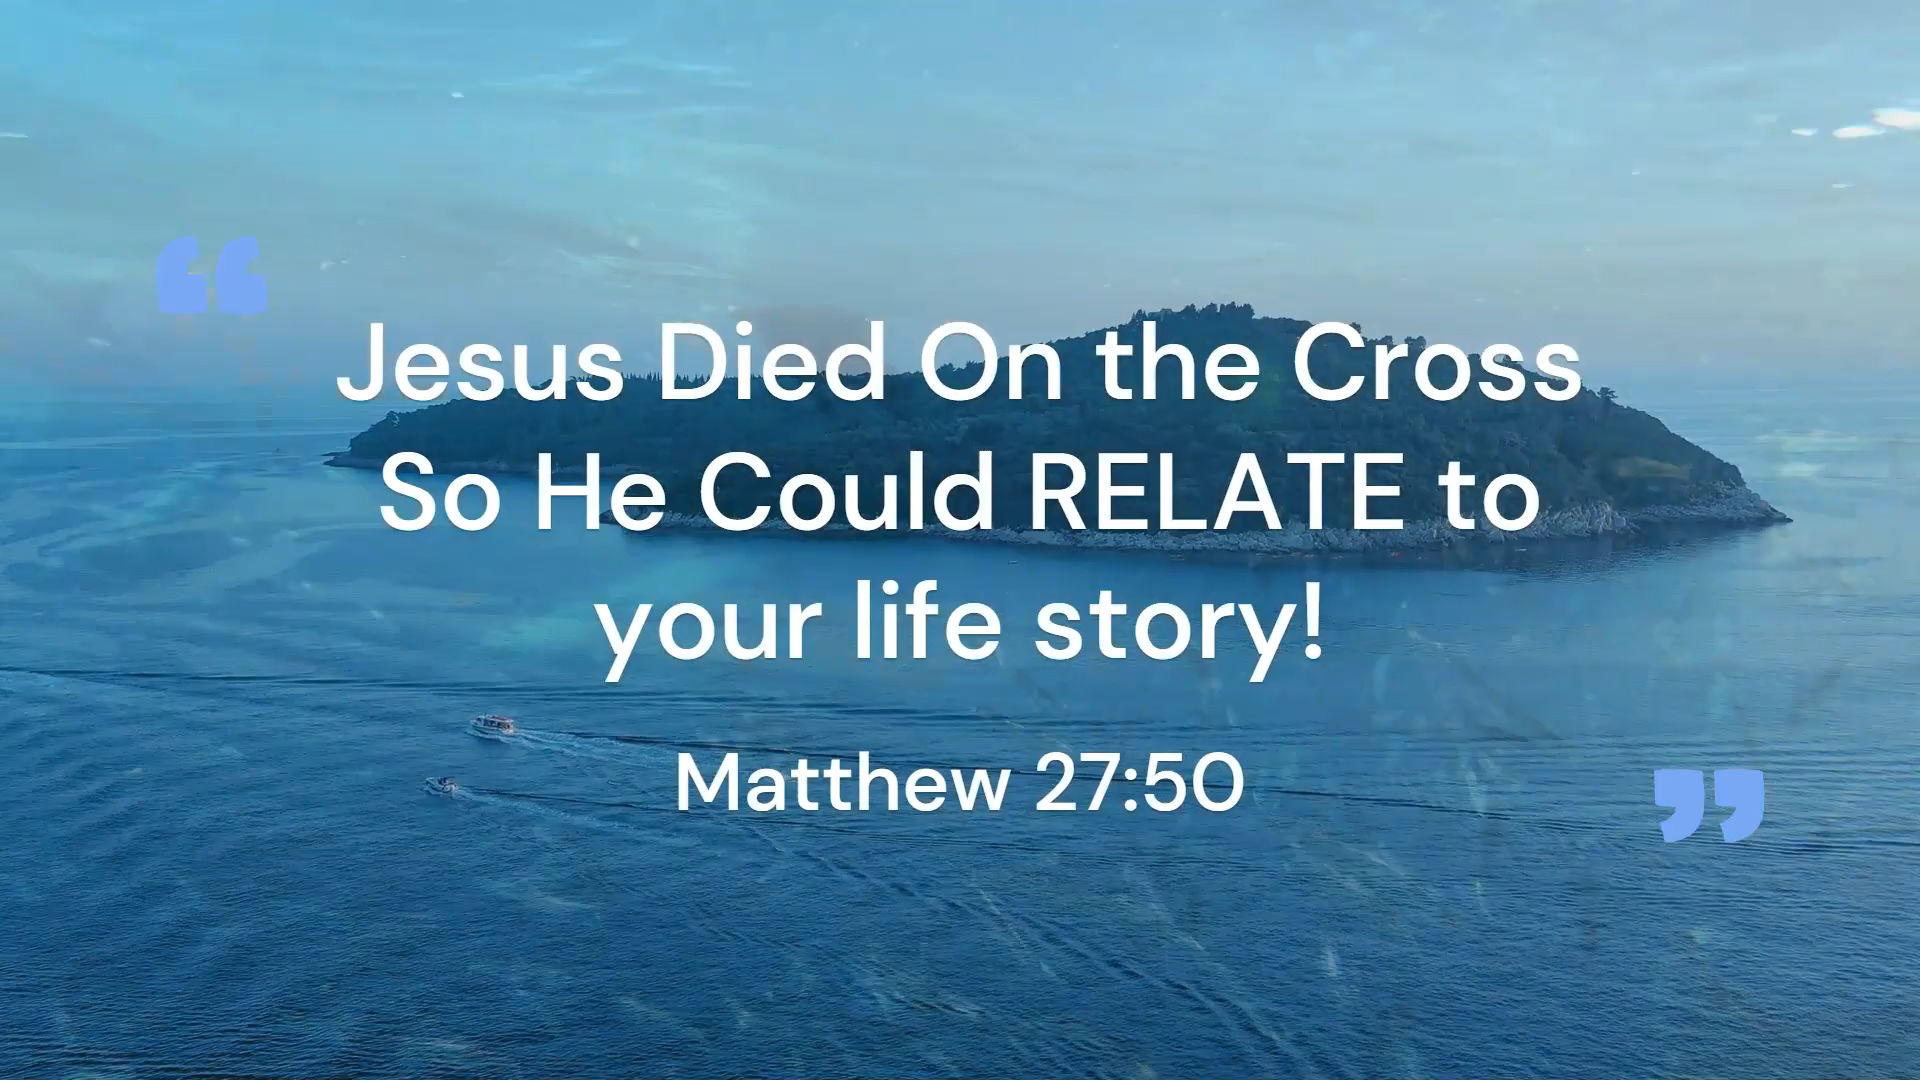 “
Jesus Died On the Cross
So He Could RELATE to
your life story!
Matthew 27:50
”